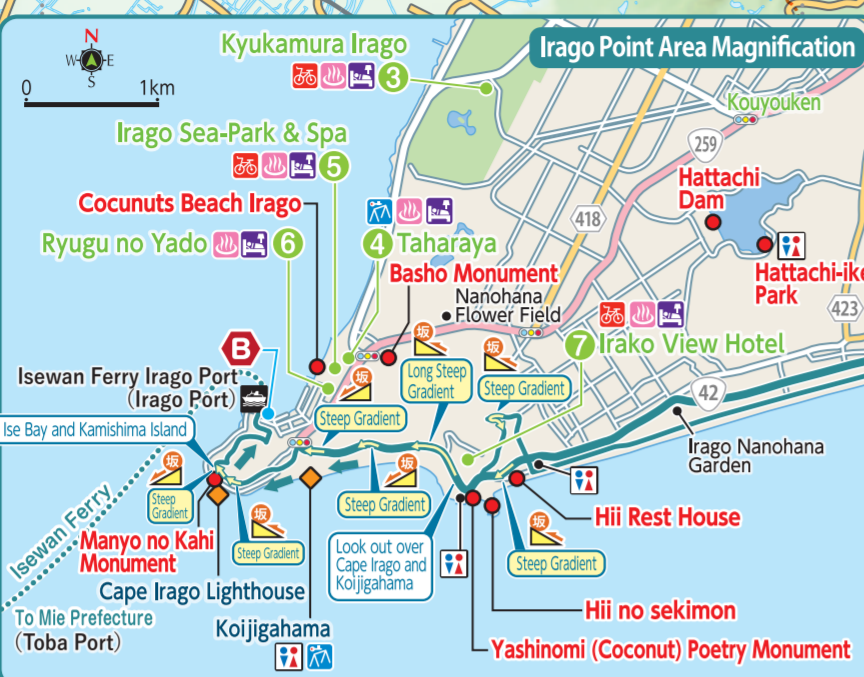 Irago Point Area Magnification
N
W
E
S
0
1km
Kyukamura Irago
3
Kouyouken
259
Irago Sea-Park & Spa
5
Hattachi
Dam
Cocunuts Beach Irago
418
Ryugu no Yado
6
4
Taharaya
Basho Monument
Hattachi-ike
Park
Nanohana
Flower Field
423
B
坂
坂
7
Irako View Hotel
Isewan Ferry Irago Port
(Irago Port)
坂
Long Steep
Gradient
Steep Gradient
42
Steep Gradient
Ise Bay and Kamishima Island
Irago Nanohana
Garden
坂
坂
Steep
Gradient
Steep Gradient
坂
坂
Hii Rest House
Isewan Ferry
Manyo no Kahi
Monument
Steep Gradient
Look out over
Cape Irago and
Koijigahama
Steep Gradient
Cape Irago Lighthouse
To Mie Prefecture
(Toba Port)
Koijigahama
Hii no sekimon
Yashinomi (Coconut) Poetry Monument